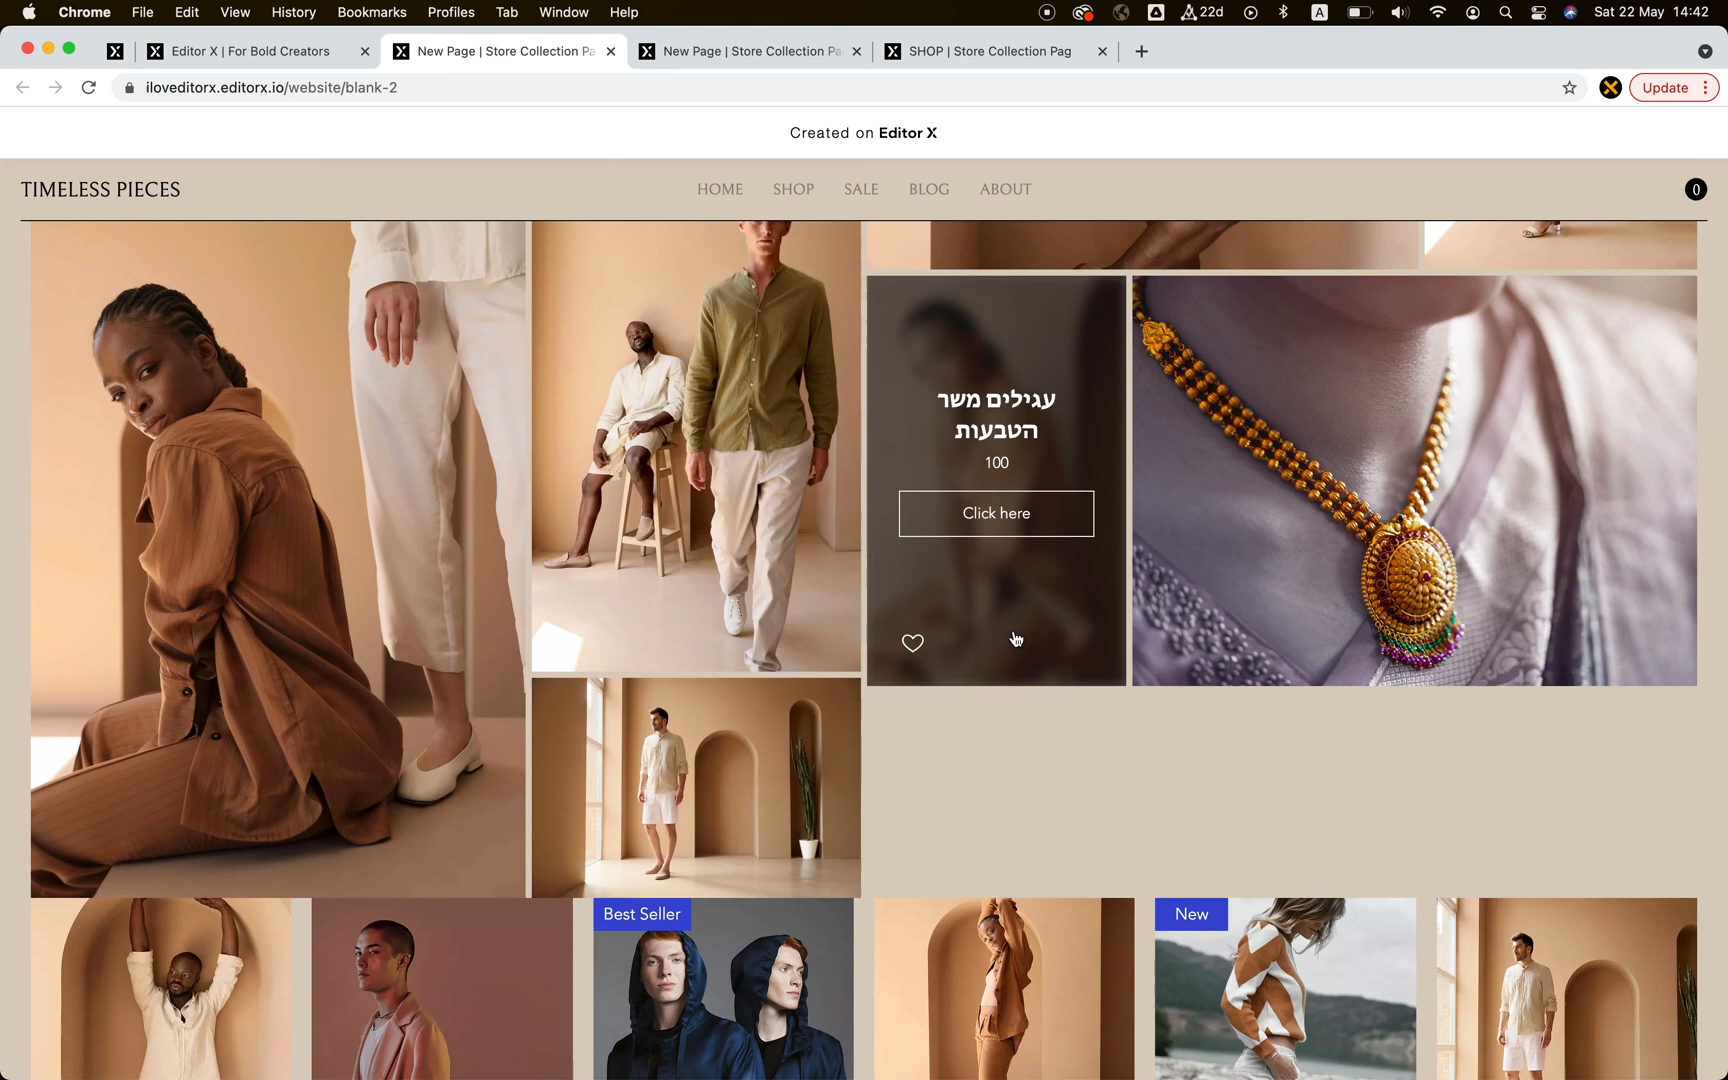 Chrome File Edit View History Bookmarks Profiles Tab Window Help
A 22d A Sat 22 May 14:42
Editor X | For Bold Creators
New Page | Store Collection Pa
New Page | Store Collection Pa
SHOP | Store Collection Pag
iloveditorx.editorx.io/website/blank-2
Update
Created on Editor X
TIMELESS PIECES
HOME SHOP SALE BLOG ABOUT
0
עגילים משר
הטבעות
100
Click here
Best Seller
New